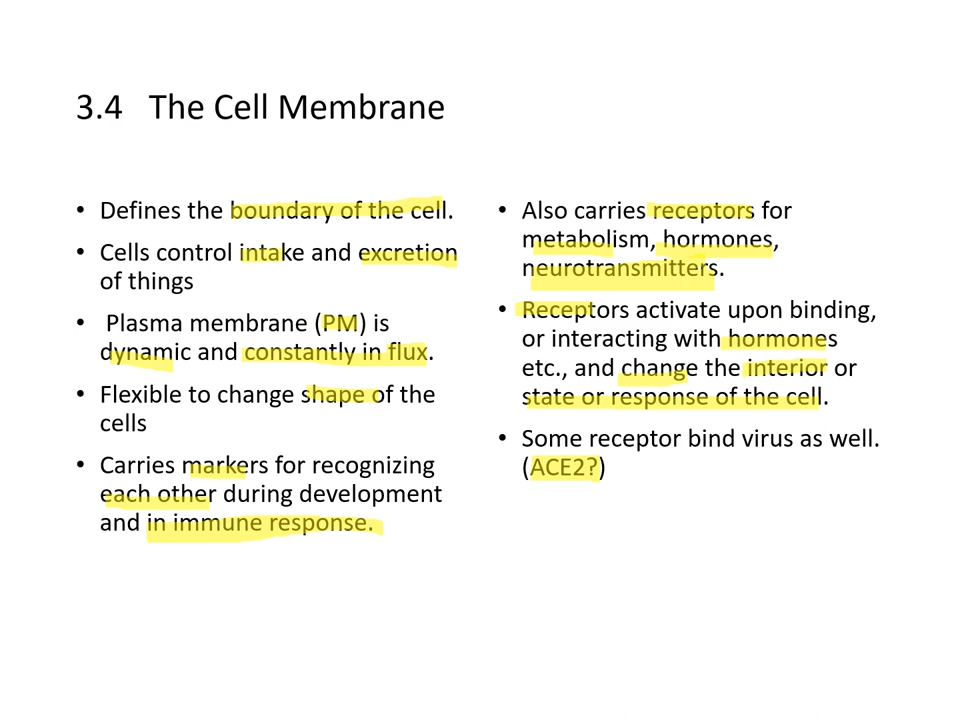 3.4 The Cell Membrane
• Defines the boundary of the cell.
• Cells control intake and excretion
of things
• Plasma membrane (PM) is
dynamic and constantly in flux.
• Flexible to change shape of the
cells
• Carries markers for recognizing
each other during development
and in immune response.
• Also carries receptors for
metabolism, hormones,
neurotransmitters.
• Receptors activate upon binding,
or interacting with hormones
etc., and change the interior or
state or response of the cell.
• Some receptor bind virus as well.
(ACE2?)